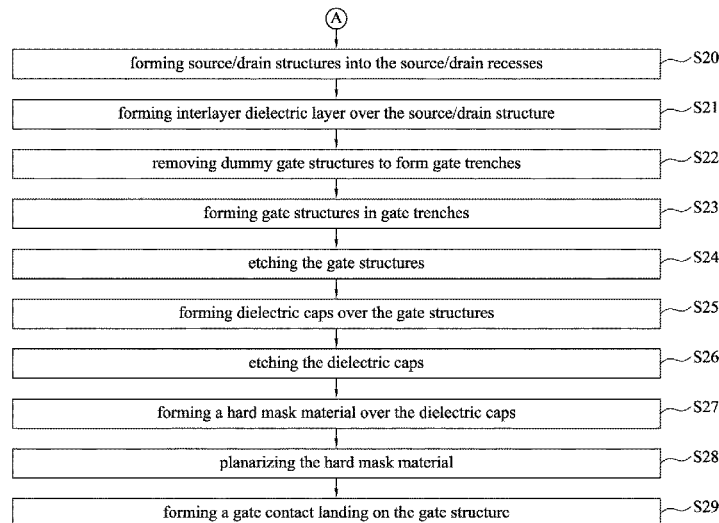 A
forming source/drain structures into the source/drain recesses S20
forming interlayer dielectric layer over the source/drain structure S21
removing dummy gate structures to form gate trenches S22
forming gate structures in gate trenches S23
etching the gate structures S24
forming dielectric caps over the gate structures S25
etching the dielectric caps S26
forming a hard mask material over the dielectric caps S27
planarizing the hard mask material S28
forming a gate contact landing on the gate structure S29